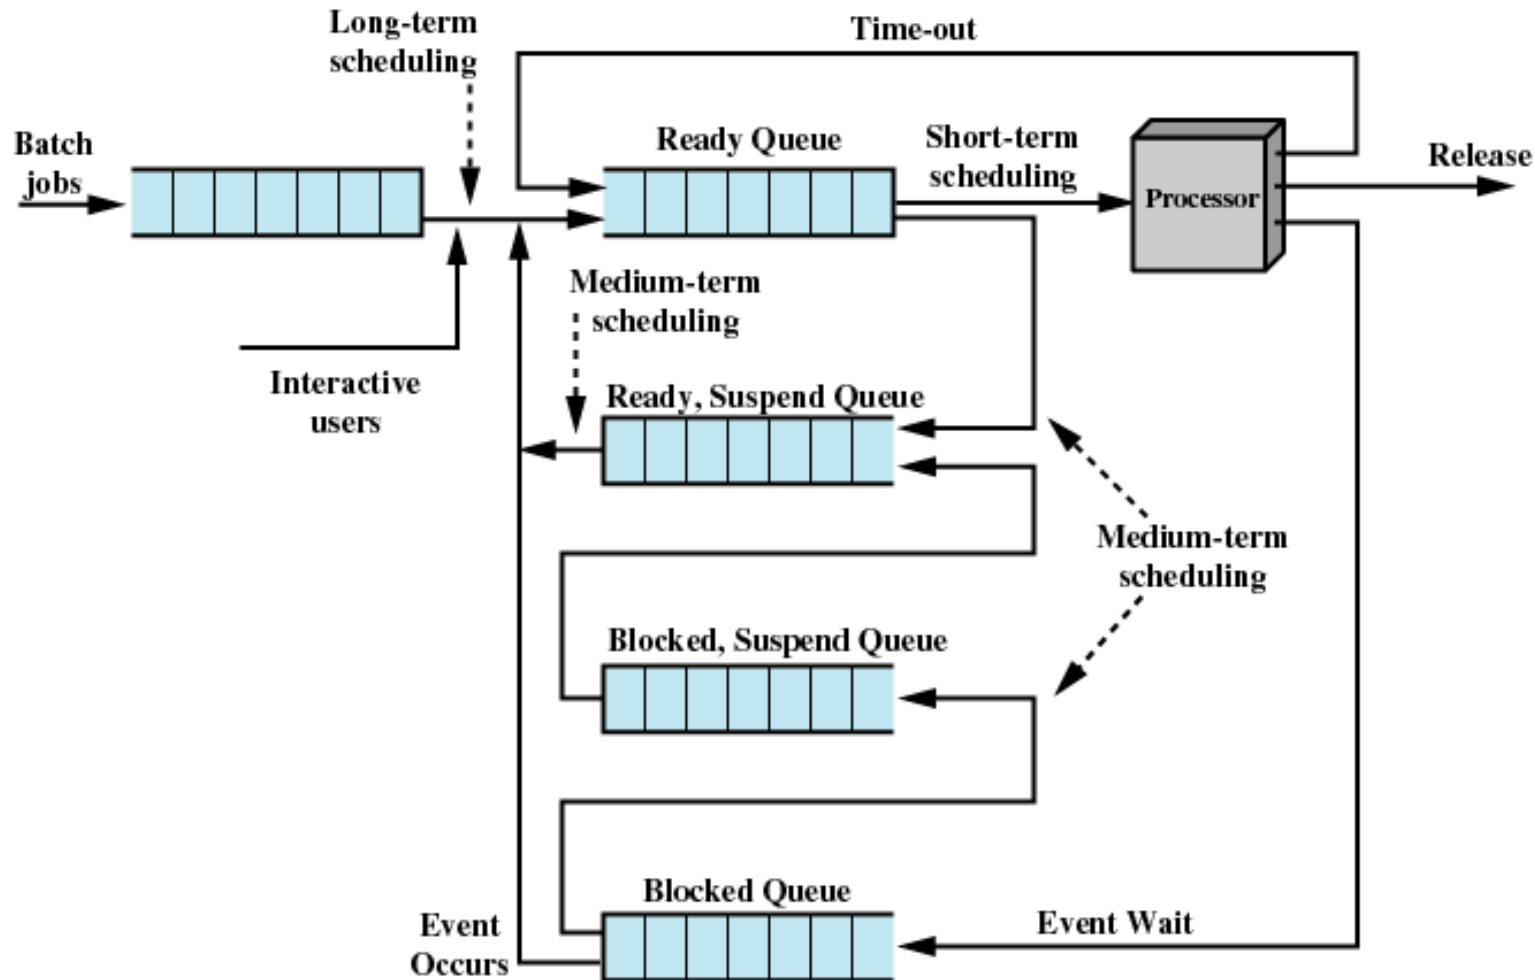 Long-term
scheduling
Time-out
Batch
jobs
Ready Queue
Short-term
scheduling
Processor
Release
Medium-term
scheduling
Interactive
users
Ready, Suspend Queue
Medium-term
scheduling
Blocked, Suspend Queue
Blocked Queue
Event
Occurs
Event Wait